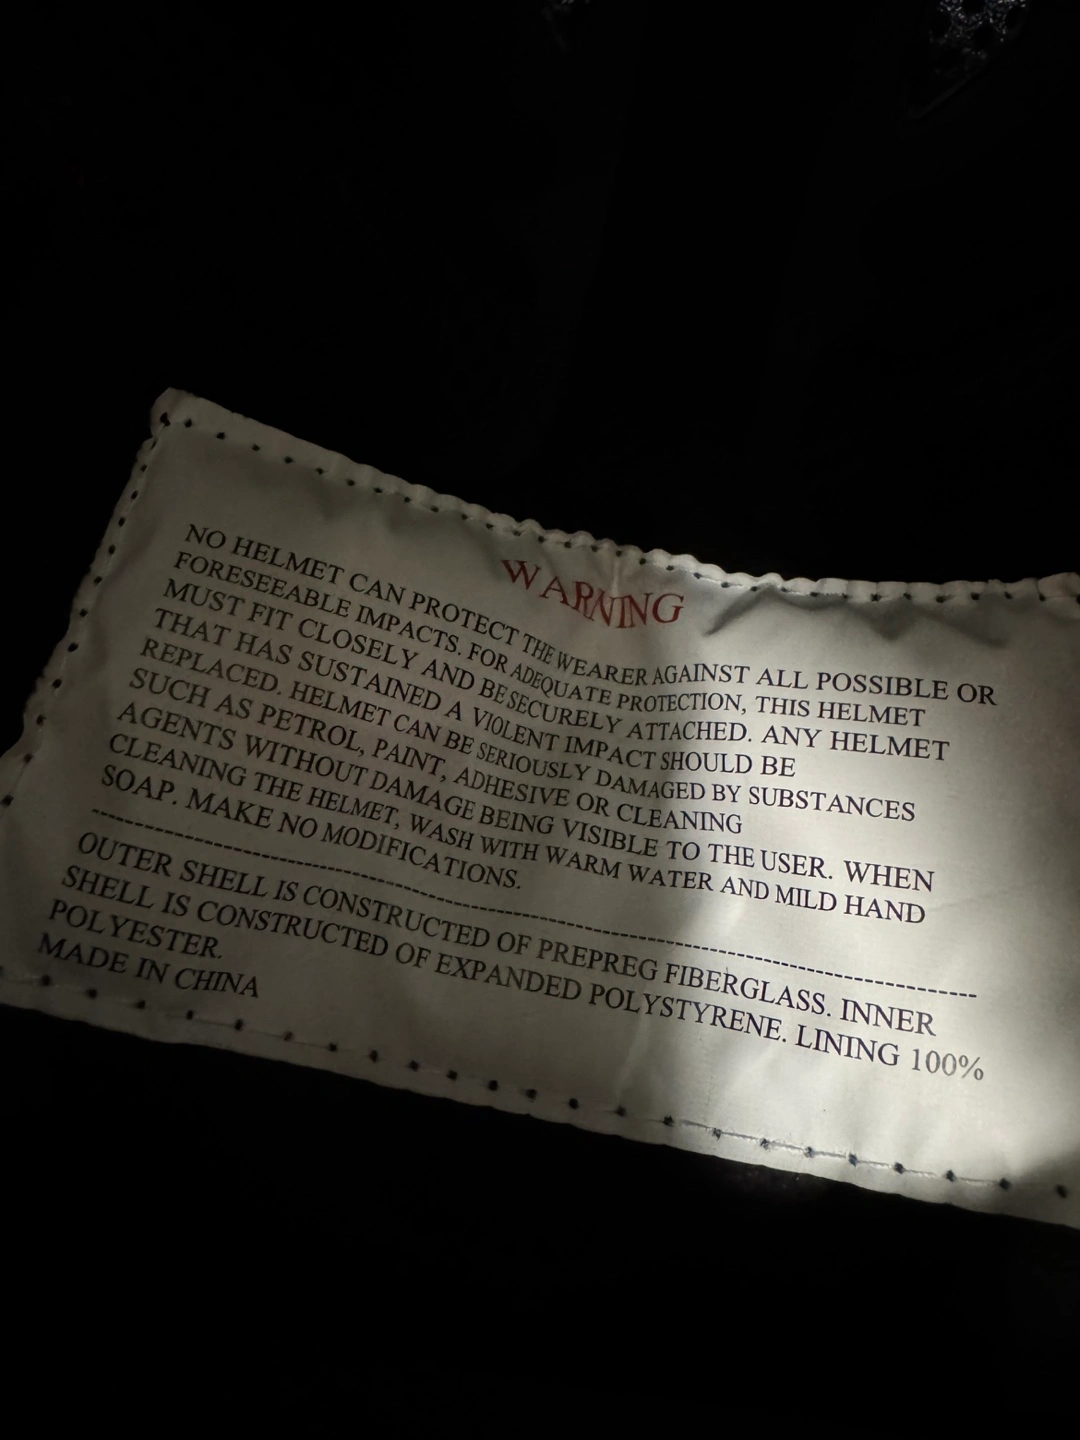 WARNING
NO HELMET CAN PROTECT THE WEARER AGAINST ALL POSSIBLE OR
FORESEEABLE IMPACTS. FOR ADEQUATE PROTECTION, THIS HELMET
MUST FIT CLOSELY AND BE SECURELY ATTACHED. ANY HELMET
THAT HAS SUSTAINED A VIOLENT IMPACT SHOULD BE
REPLACED. HELMET CAN BE SERIOUSLY DAMAGED BY SUBSTANCES
SUCH AS PETROL, PAINT, ADHESIVE OR CLEANING
AGENTS WITHOUT DAMAGE BEING VISIBLE TO THE USER. WHEN
CLEANING THE HELMET, WASH WITH WARM WATER AND MILD HAND
SOAP. MAKE NO MODIFICATIONS.
OUTER SHELL IS CONSTRUCTED OF PREPREG FIBERGLASS. INNER
SHELL IS CONSTRUCTED OF EXPANDED POLYSTYRENE. LINING 100%
POLYESTER.
MADE IN CHINA